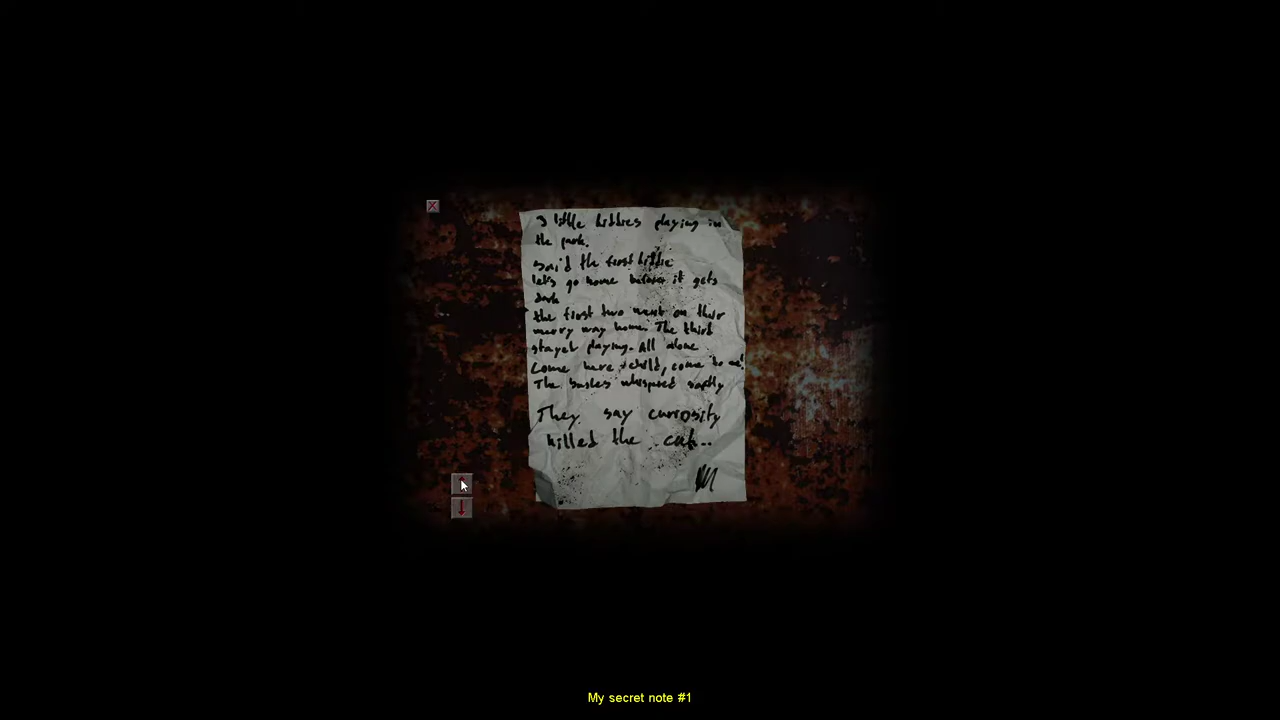 3 little kiddies playing in
the park.
said the first kiddie
let's go home before it gets
dark
the first two went on their
merry way home. The third
stayed playing. All alone
Come here child, come to me!
The bushes whispered softly
They say curiosity
killed the cat..
My secret note #1